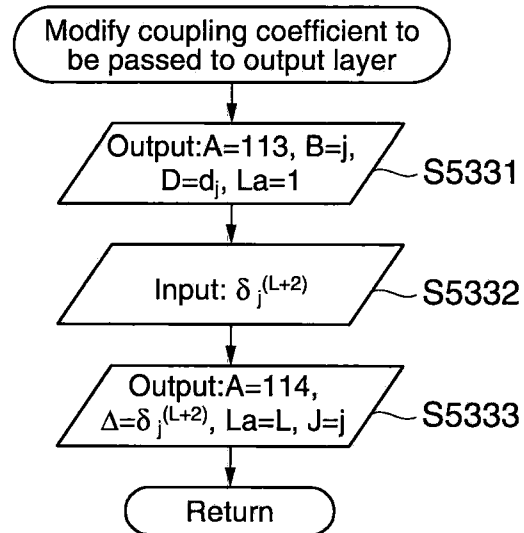 Modify coupling coefficient to
be passed to output layer
Output:A=113, B=j,
D=dⱼ, La=1
S5331
Input: δⱼ⁽ᴸ⁺²⁾
S5332
Output:A=114,
Δ=δⱼ⁽ᴸ⁺²⁾, La=L, J=j
S5333
Return